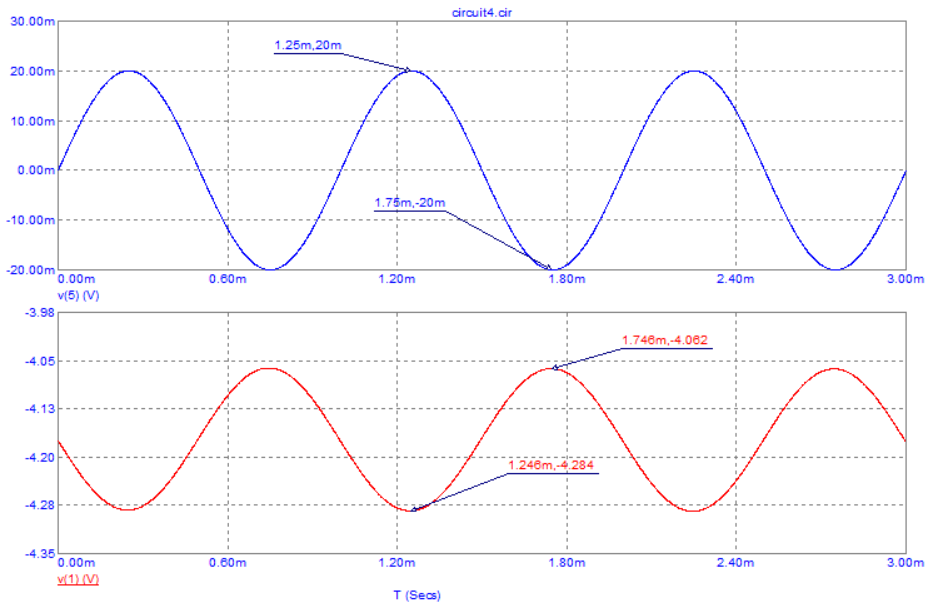 circuit4.cir
30.00m
1.25m,20m
20.00m
10.00m
0.00m
1.75m,-20m
-10.00m
-20.00m
0.00m 0.60m 1.20m 1.80m 2.40m 3.00m
v(5) (V)
-3.98
1.746m,-4.062
-4.05
-4.13
-4.20
1.246m,-4.284
-4.28
-4.35
0.00m 0.60m 1.20m 1.80m 2.40m 3.00m
v(1) (V)
T (Secs)